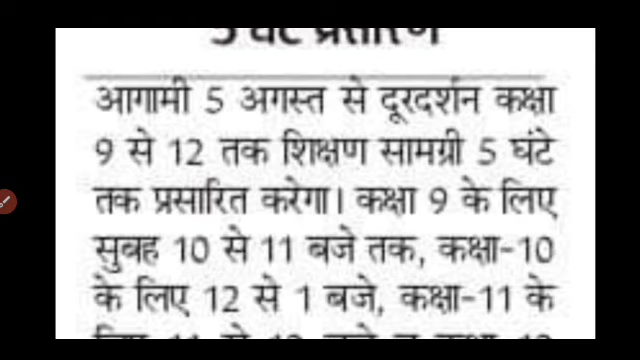 आगामी 5 अगस्त से दूरदर्शन कक्षा
9 से 12 तक शिक्षण सामग्री 5 घंटे
तक प्रसारित करेगा। कक्षा 9 के लिए
सुबह 10 से 11 बजे तक, कक्षा-10
के लिए 12 से 1 बजे, कक्षा-11 के